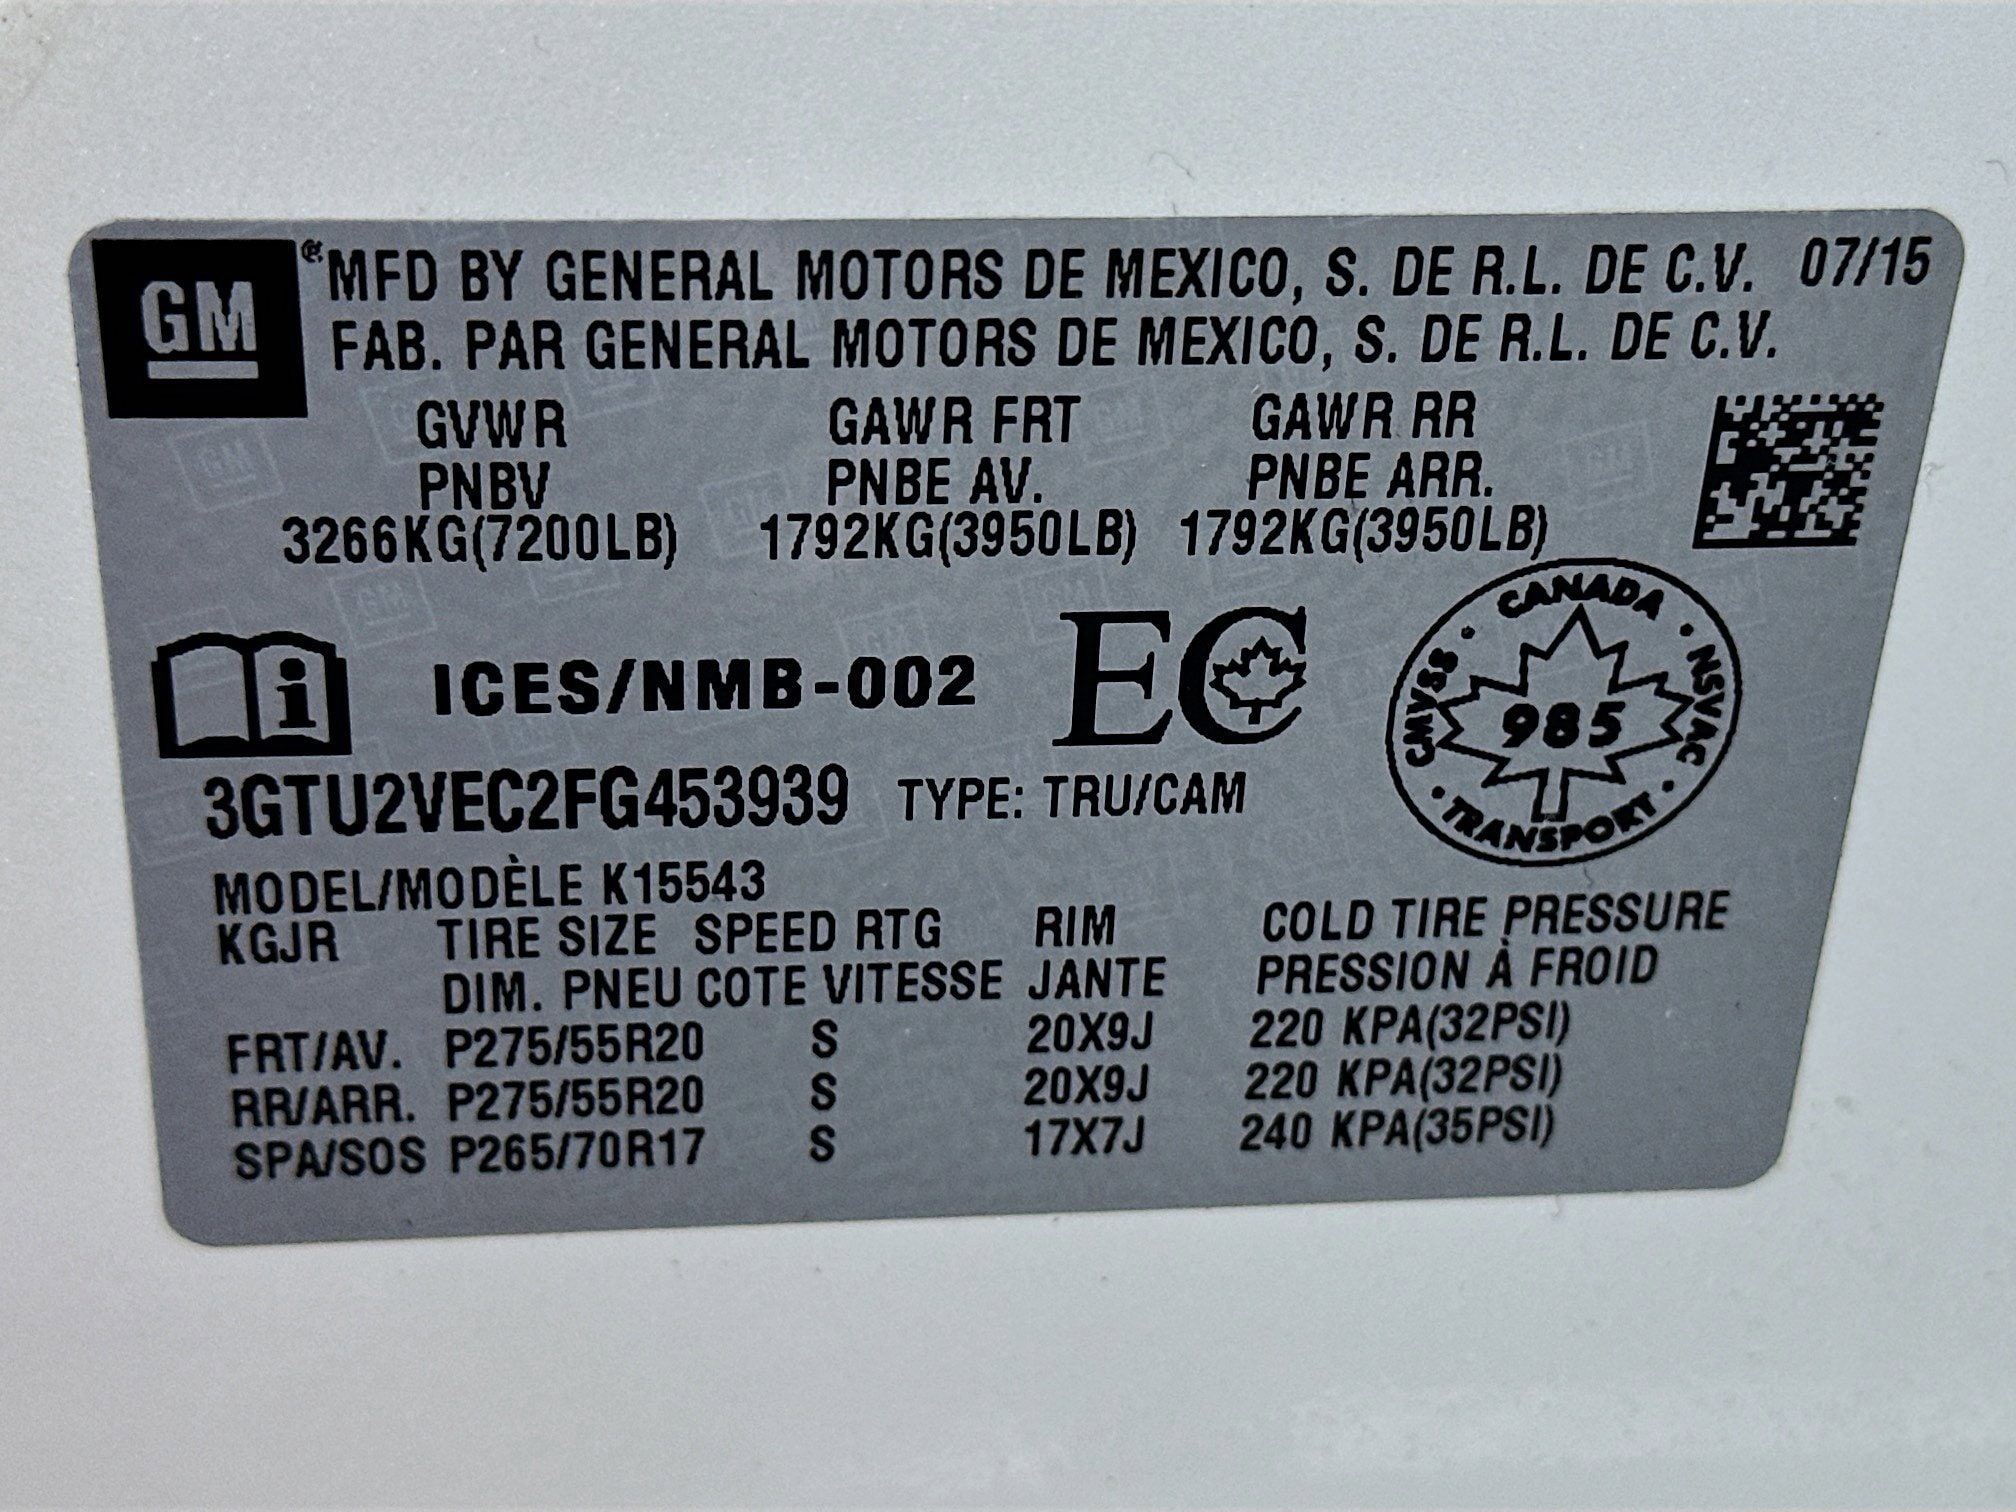 GM
®MFD BY GENERAL MOTORS DE MEXICO, S. DE R.L. DE C.V. 07/15
FAB. PAR GENERAL MOTORS DE MEXICO, S. DE R.L. DE C.V.
GVWR GAWR FRT GAWR RR
PNBV PNBE AV. PNBE ARR.
3266KG(7200LB) 1792KG(3950LB) 1792KG(3950LB)
i ICES/NMB-002 EC
CANADA • NSVAC • TRANSPORT • CMVSS •
985
3GTU2VEC2FG453939 TYPE: TRU/CAM
MODEL/MODÈLE K15543
KGJR TIRE SIZE SPEED RTG RIM COLD TIRE PRESSURE
DIM. PNEU COTE VITESSE JANTE PRESSION À FROID
FRT/AV. P275/55R20 S 20X9J 220 KPA(32PSI)
RR/ARR. P275/55R20 S 20X9J 220 KPA(32PSI)
SPA/SOS P265/70R17 S 17X7J 240 KPA(35PSI)